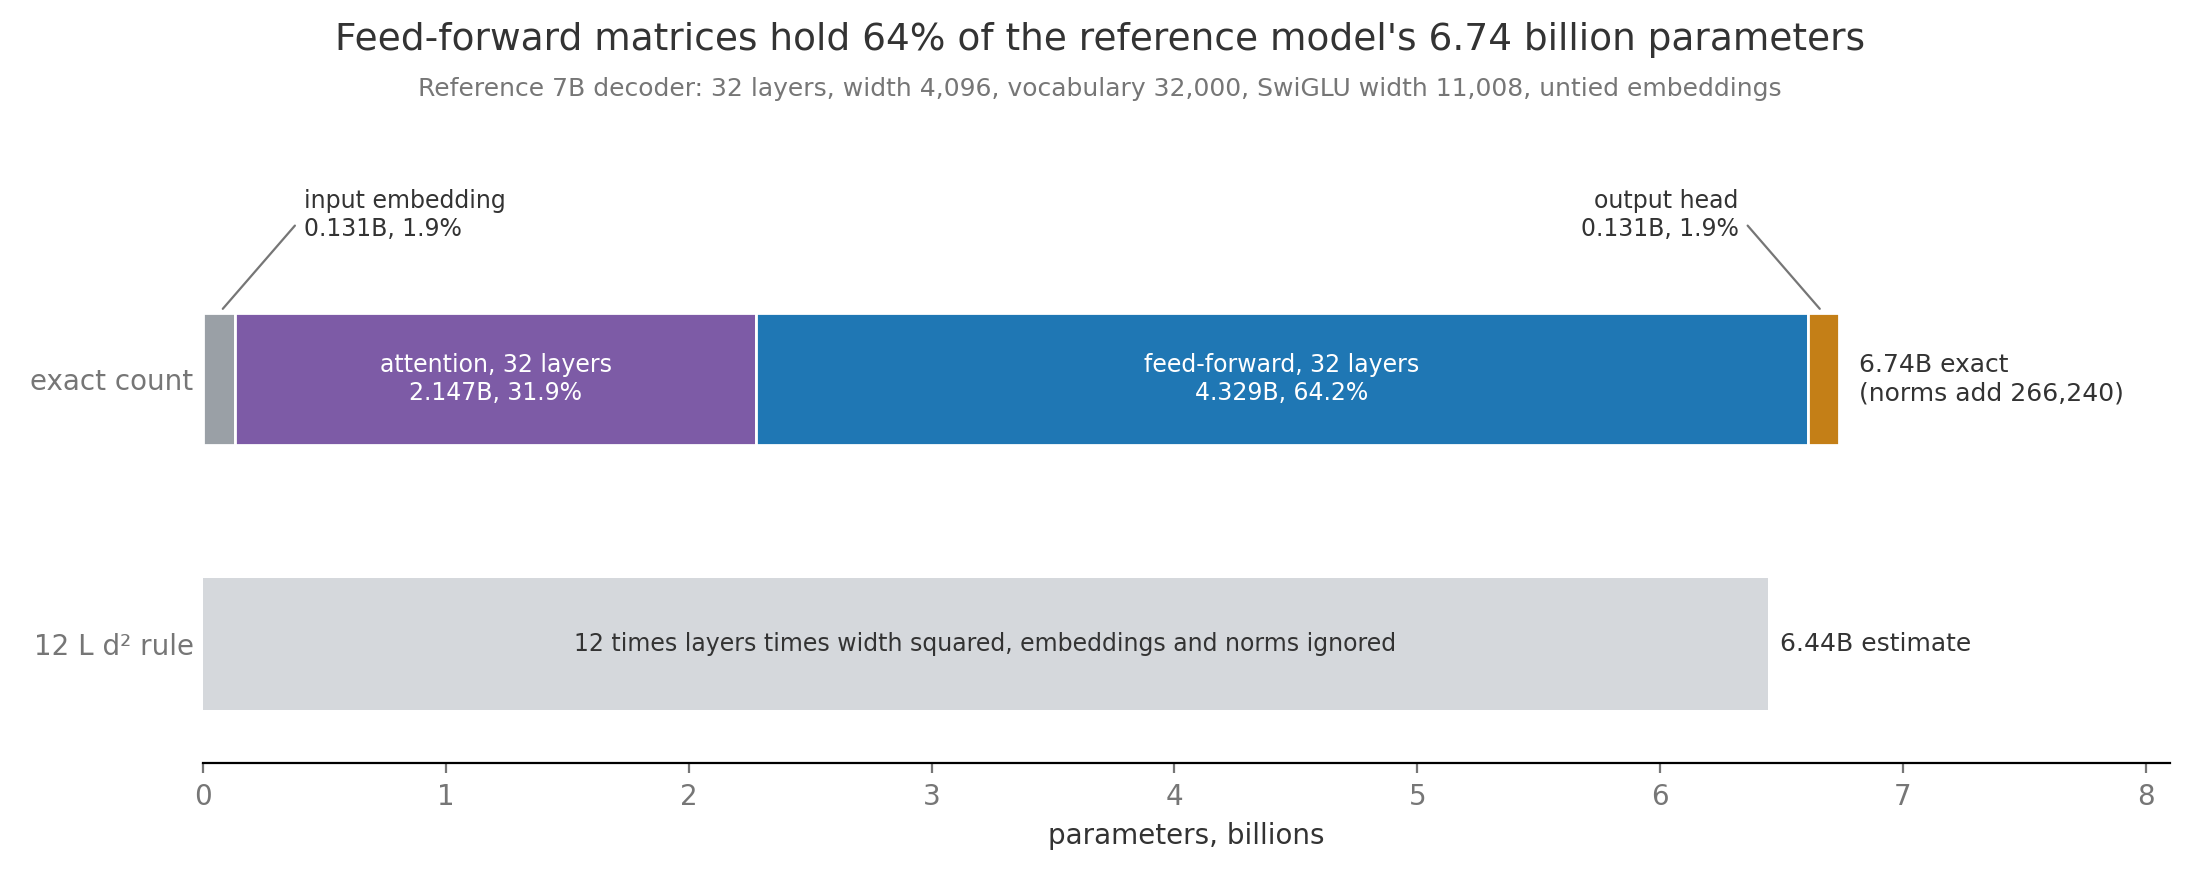 Feed-forward matrices hold 64% of the reference model's 6.74 billion parameters
Reference 7B decoder: 32 layers, width 4,096, vocabulary 32,000, SwiGLU width 11,008, untied embeddings
input embedding
0.131B, 1.9%
output head
0.131B, 1.9%
exact count
attention, 32 layers
2.147B, 31.9%
feed-forward, 32 layers
4.329B, 64.2%
6.74B exact
(norms add 266,240)
12 L d² rule
12 times layers times width squared, embeddings and norms ignored
6.44B estimate
0 1 2 3 4 5 6 7 8
parameters, billions